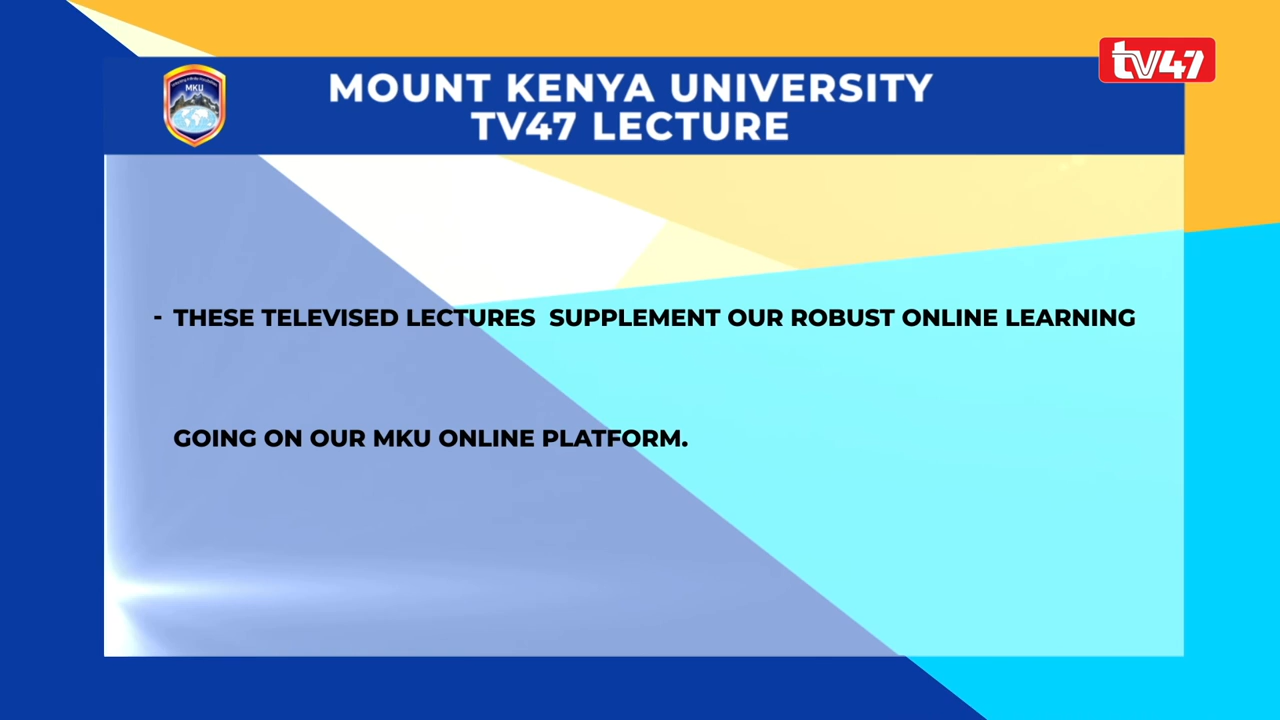 tv47
MOUNT KENYA UNIVERSITY
TV47 LECTURE
MKU
- THESE TELEVISED LECTURES SUPPLEMENT OUR ROBUST ONLINE LEARNING
GOING ON OUR MKU ONLINE PLATFORM.